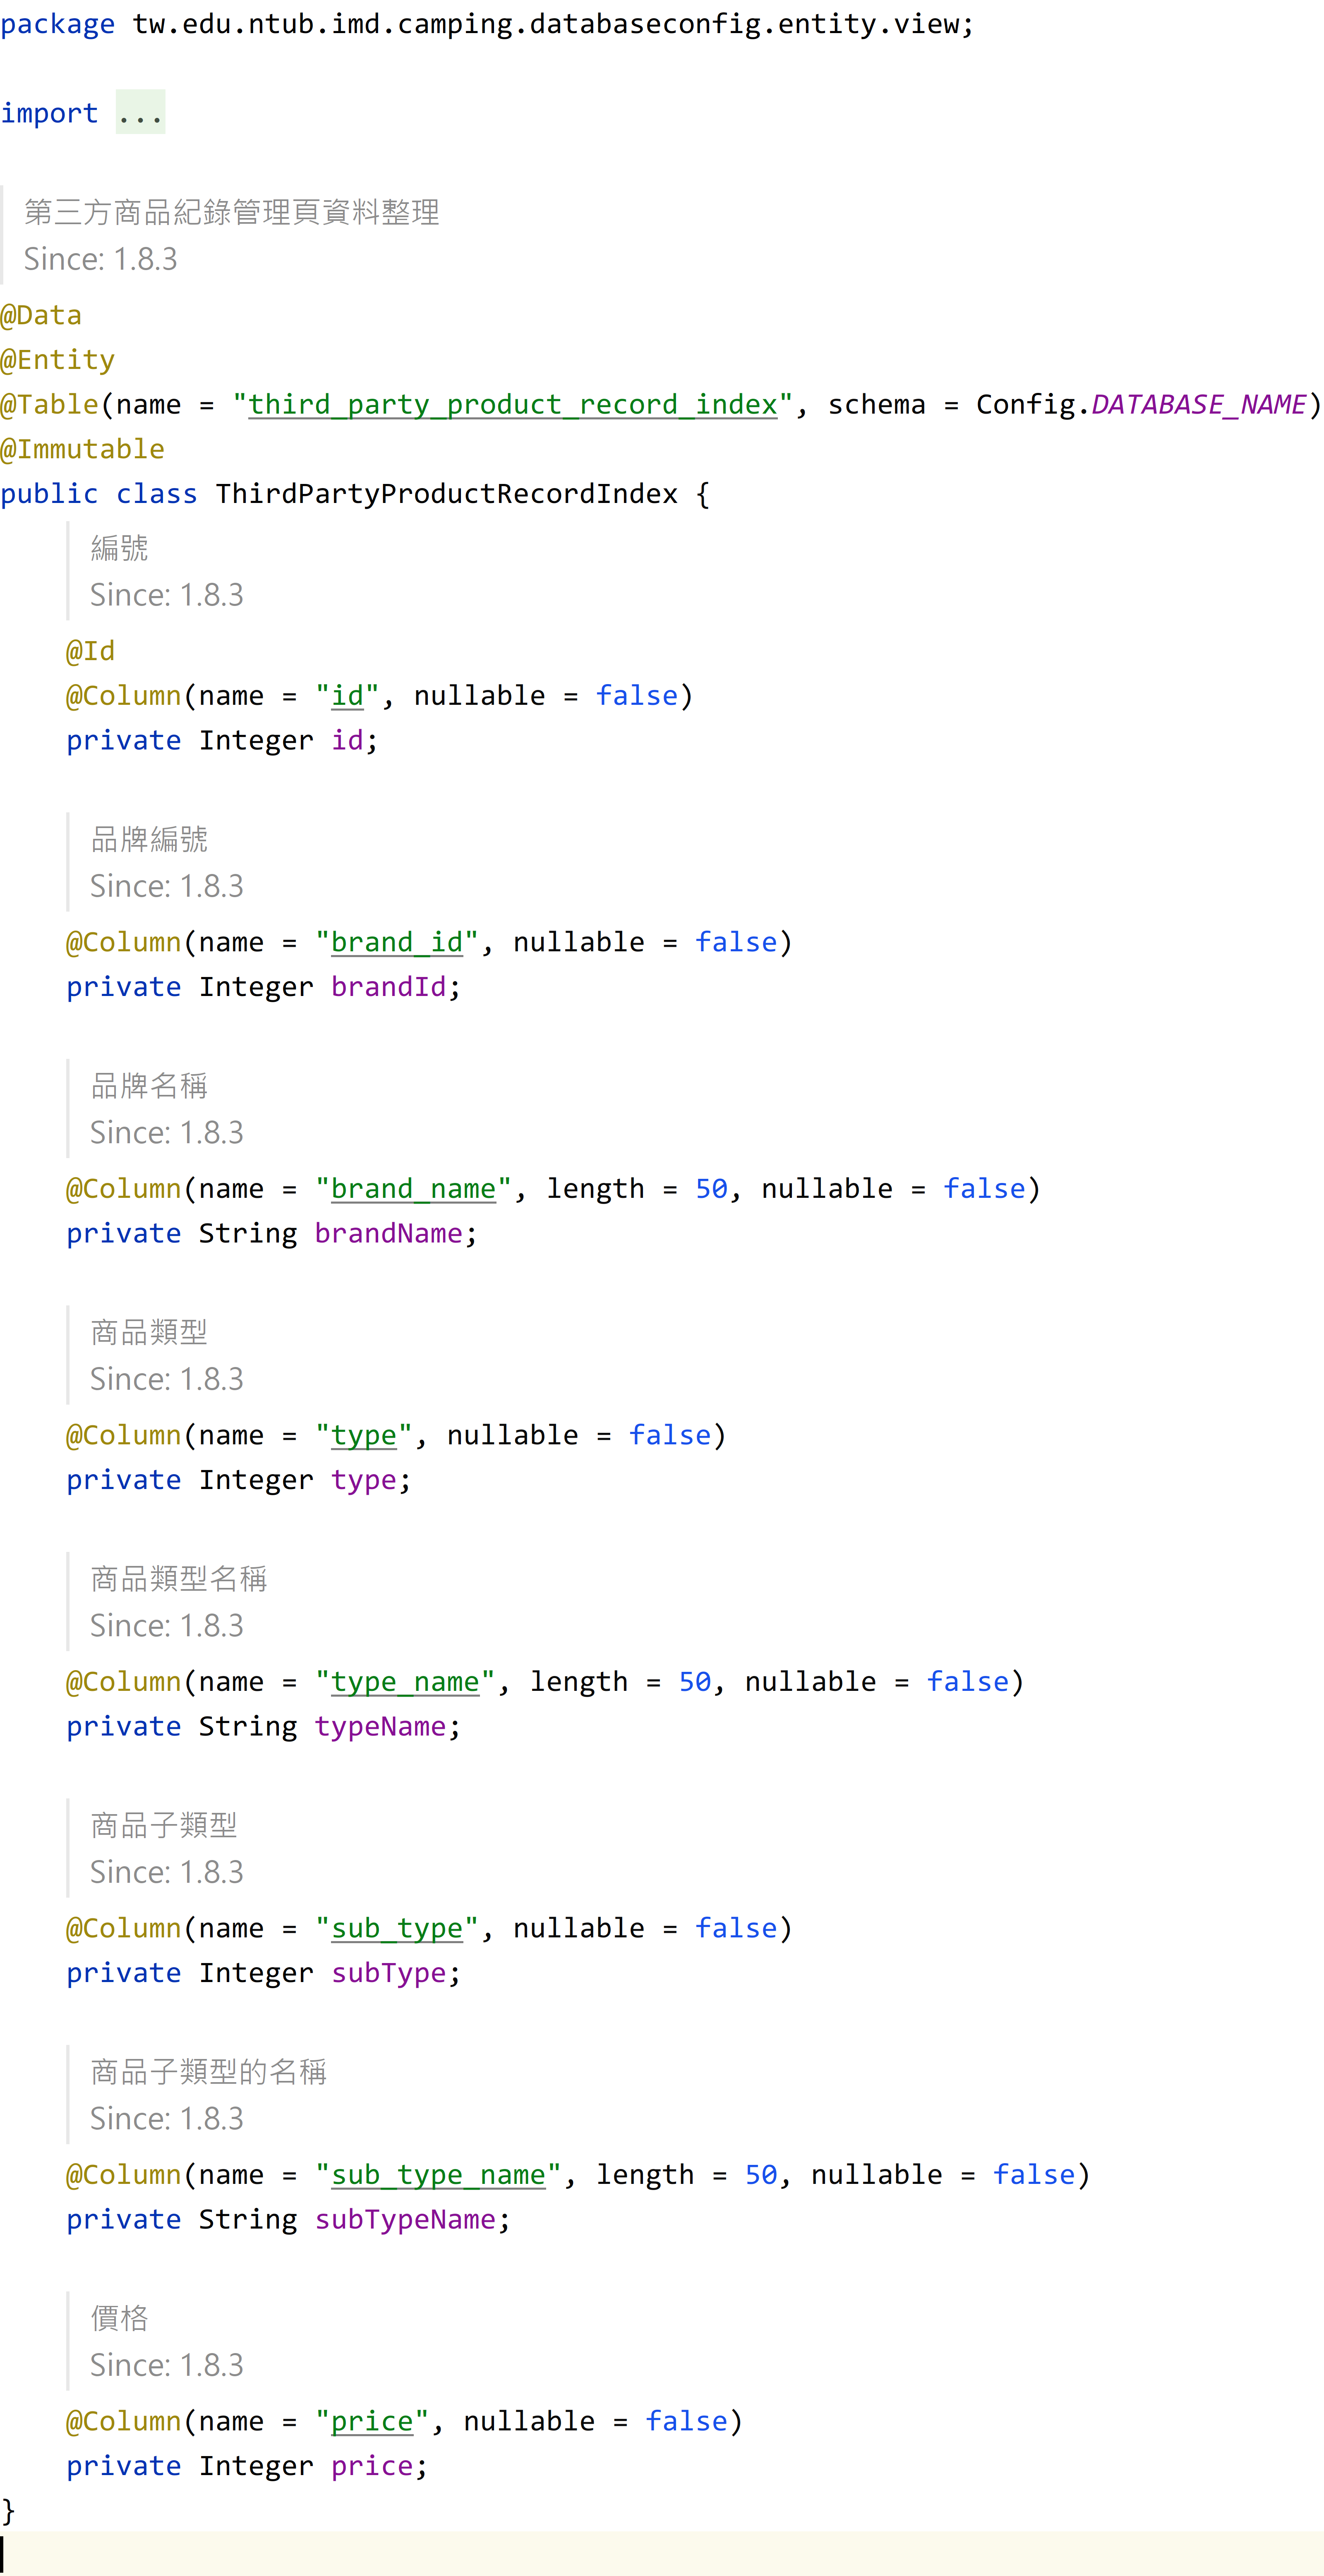 package tw.edu.ntub.imd.camping.databaseconfig.entity.view;
import ...
第三方商品紀錄管理頁資料整理
Since: 1.8.3
@Data
@Entity
@Table(name = "third_party_product_record_index", schema = Config.DATABASE_NAME)
@Immutable
public class ThirdPartyProductRecordIndex {
編號
Since: 1.8.3
@Id
@Column(name = "id", nullable = false)
private Integer id;
品牌編號
Since: 1.8.3
@Column(name = "brand_id", nullable = false)
private Integer brandId;
品牌名稱
Since: 1.8.3
@Column(name = "brand_name", length = 50, nullable = false)
private String brandName;
商品類型
Since: 1.8.3
@Column(name = "type", nullable = false)
private Integer type;
商品類型名稱
Since: 1.8.3
@Column(name = "type_name", length = 50, nullable = false)
private String typeName;
商品子類型
Since: 1.8.3
@Column(name = "sub_type", nullable = false)
private Integer subType;
商品子類型的名稱
Since: 1.8.3
@Column(name = "sub_type_name", length = 50, nullable = false)
private String subTypeName;
價格
Since: 1.8.3
@Column(name = "price", nullable = false)
private Integer price;
}